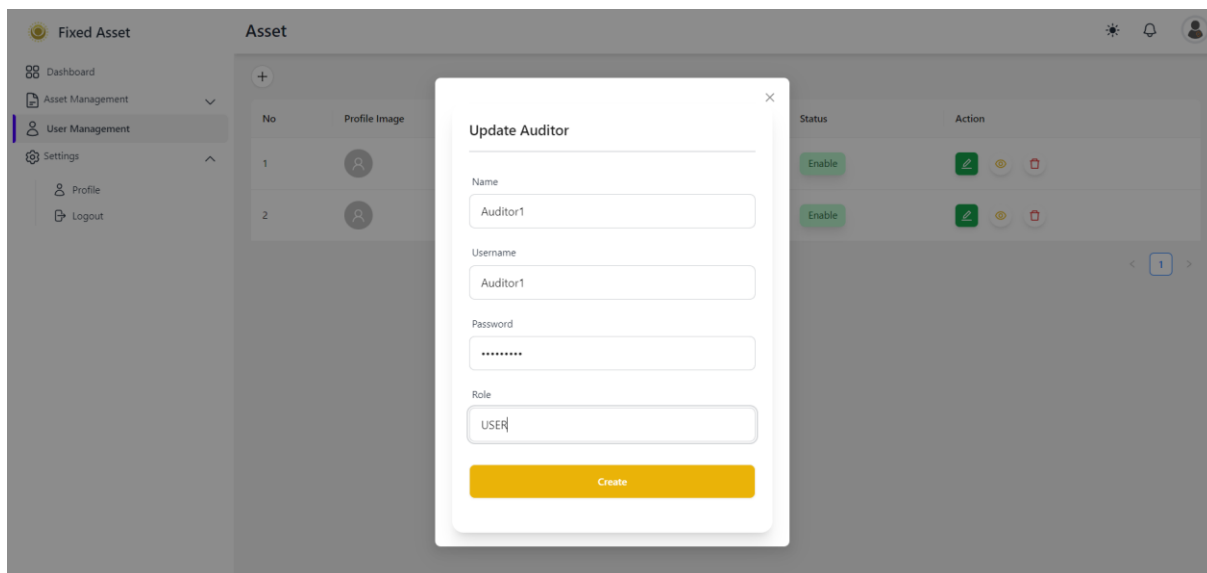 Fixed Asset
Asset
Dashboard
Asset Management
User Management
Settings
Profile
Logout
No Profile Image Status Action
1 Enable
2 Enable
1
Update Auditor
Name
Auditor1
Username
Auditor1
Password
•••••••••
Role
USER
Create